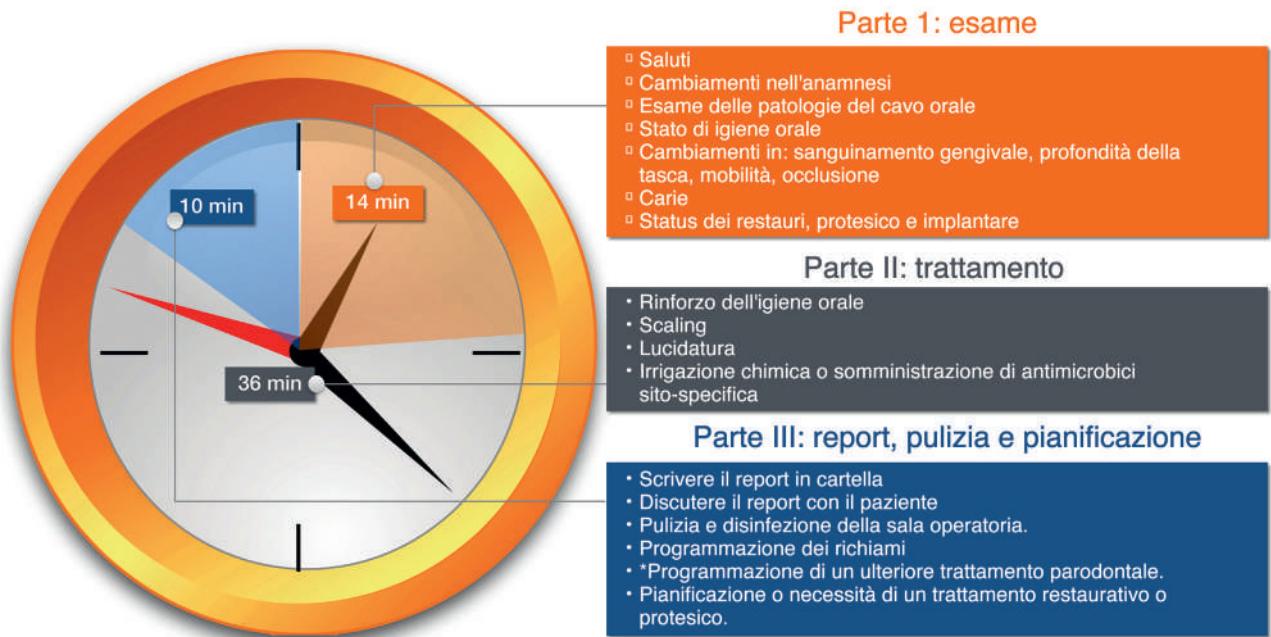 Parte 1: esame
▫ Saluti
▫ Cambiamenti nell'anamnesi
▫ Esame delle patologie del cavo orale
▫ Stato di igiene orale
▫ Cambiamenti in: sanguinamento gengivale, profondità della
tasca, mobilità, occlusione
▫ Carie
▫ Status dei restauri, protesico e implantare
10 min
14 min
36 min
Parte II: trattamento
• Rinforzo dell'igiene orale
• Scaling
• Lucidatura
• Irrigazione chimica o somministrazione di antimicrobici
sito-specifica
Parte III: report, pulizia e pianificazione
• Scrivere il report in cartella
• Discutere il report con il paziente
• Pulizia e disinfezione della sala operatoria.
• Programmazione dei richiami
• *Programmazione di un ulteriore trattamento parodontale.
• Pianificazione o necessità di un trattamento restaurativo o
protesico.